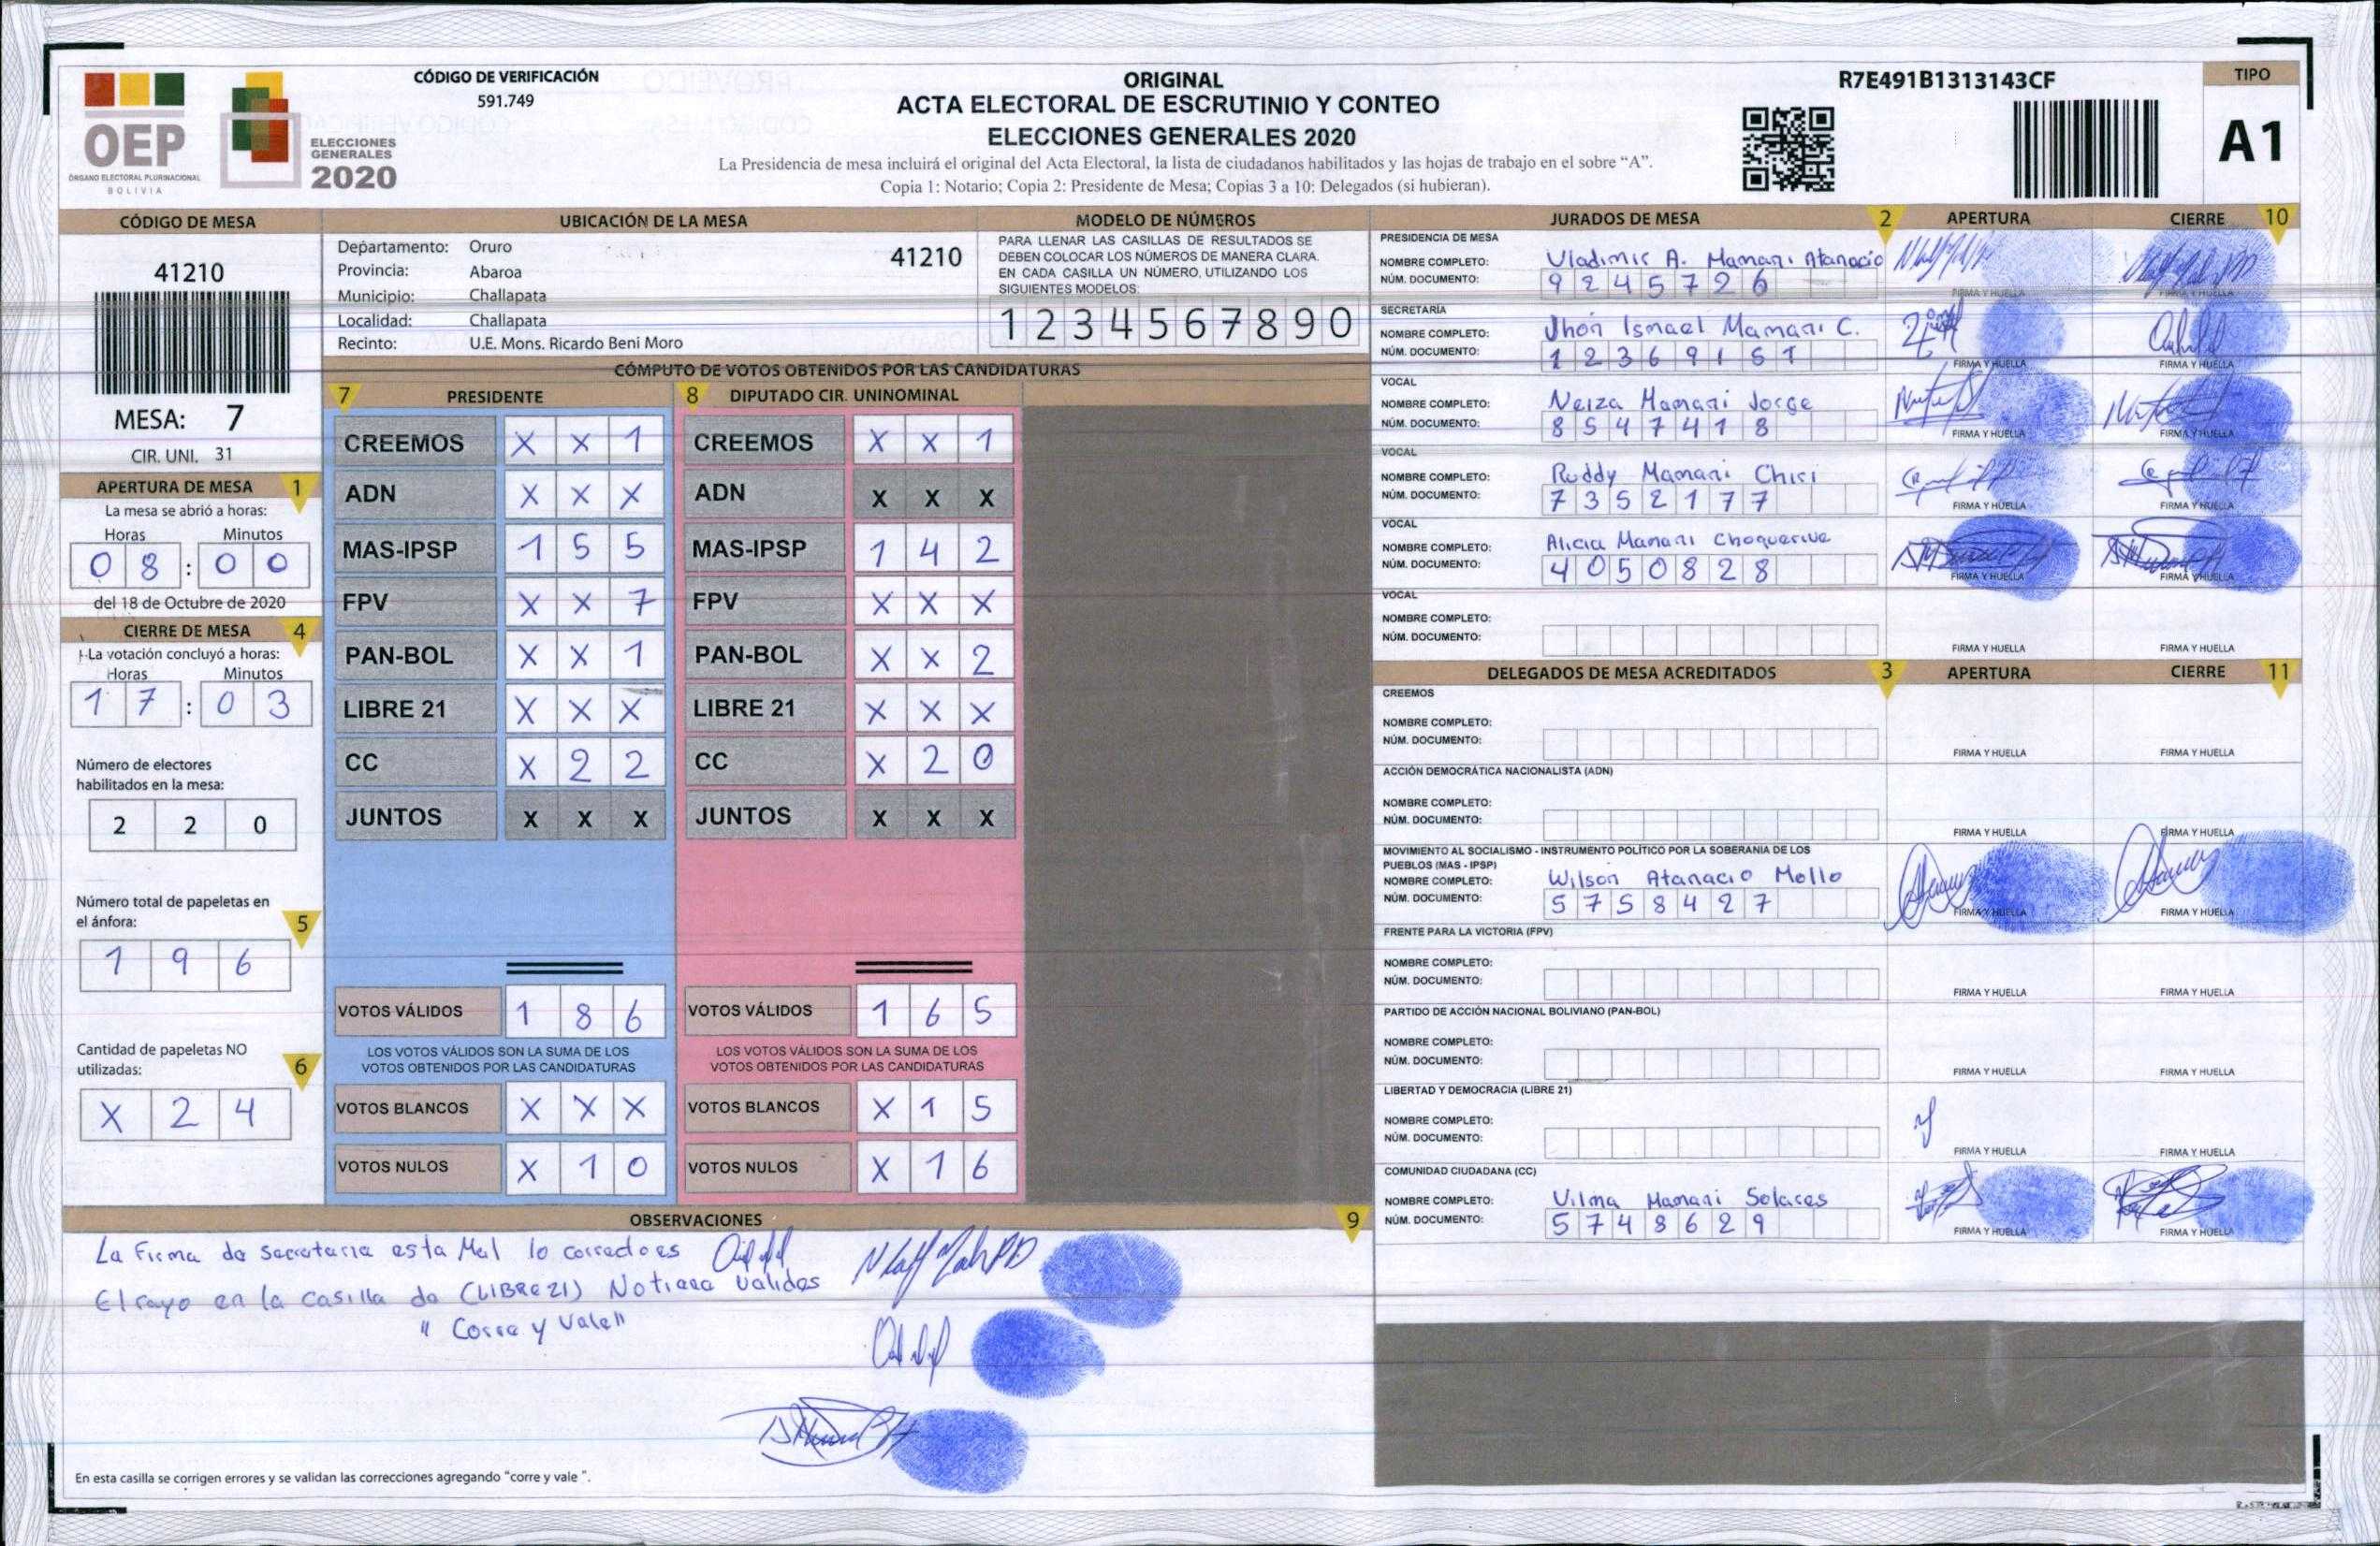 CÓDIGO DE VERIFICACIÓN
591.749
OEP
ÓRGANO ELECTORAL PLURINACIONAL
BOLIVIA
ELECCIONES
GENERALES
2020
ORIGINAL
ACTA ELECTORAL DE ESCRUTINIO Y CONTEO
ELECCIONES GENERALES 2020
La Presidencia de mesa incluirá el original del Acta Electoral, la lista de ciudadanos habilitados y las hojas de trabajo en el sobre “A”.
Copia 1: Notario; Copia 2: Presidente de Mesa; Copias 3 a 10: Delegados (si hubieran).
R7E491B1313143CF
TIPO
A1
CÓDIGO DE MESA
41210
MESA: 7
CIR. UNI. 31
APERTURA DE MESA 1
La mesa se abrió a horas:
Horas Minutos
0 8 : 0 0
del 18 de Octubre de 2020
CIERRE DE MESA 4
La votación concluyó a horas:
Horas Minutos
1 7 : 0 3
Número de electores
habilitados en la mesa:
2 2 0
Número total de papeletas en
el ánfora: 5
1 9 6
Cantidad de papeletas NO
utilizadas: 6
X 2 4
UBICACIÓN DE LA MESA
Departamento: Oruro 41210
Provincia: Abaroa
Municipio: Challapata
Localidad: Challapata
Recinto: U.E. Mons. Ricardo Beni Moro
MODELO DE NÚMEROS
PARA LLENAR LAS CASILLAS DE RESULTADOS SE
DEBEN COLOCAR LOS NÚMEROS DE MANERA CLARA.
EN CADA CASILLA UN NÚMERO, UTILIZANDO LOS
SIGUIENTES MODELOS:
1 2 3 4 5 6 7 8 9 0
CÓMPUTO DE VOTOS OBTENIDOS POR LAS CANDIDATURAS
7 PRESIDENTE
CREEMOS X X 1
ADN X X X
MAS-IPSP 1 5 5
FPV X X 7
PAN-BOL X X 1
LIBRE 21 X X X
CC X 2 2
JUNTOS X X X
VOTOS VÁLIDOS 1 8 6
LOS VOTOS VÁLIDOS SON LA SUMA DE LOS
VOTOS OBTENIDOS POR LAS CANDIDATURAS
VOTOS BLANCOS X X X
VOTOS NULOS X 1 0
8 DIPUTADO CIR. UNINOMINAL
CREEMOS X X 1
ADN X X X
MAS-IPSP 1 4 2
FPV X X X
PAN-BOL X X 2
LIBRE 21 X X X
CC X 2 0
JUNTOS X X X
VOTOS VÁLIDOS 1 6 5
LOS VOTOS VÁLIDOS SON LA SUMA DE LOS
VOTOS OBTENIDOS POR LAS CANDIDATURAS
VOTOS BLANCOS X 1 5
VOTOS NULOS X 1 6
OBSERVACIONES 9
La Firma de Secretaria esta Mal lo
El rayo en la casilla de (LIBRE21) Notiene valides
" Corre y Vale"
En esta casilla se corrigen errores y se validan las correcciones agregando “corre y vale ”.
JURADOS DE MESA 2 APERTURA CIERRE 10
PRESIDENCIA DE MESA
NOMBRE COMPLETO: Vladimir A. Mamani Atanacio
NÚM. DOCUMENTO: 9 2 4 5 7 2 6
FIRMA Y HUELLA FIRMA Y HUELLA
SECRETARÍA
NOMBRE COMPLETO: Jhon Ismael Mamani C.
NÚM. DOCUMENTO:
FIRMA Y HUELLA FIRMA Y HUELLA
VOCAL
NOMBRE COMPLETO: Neiza Mamani Jorge
NÚM. DOCUMENTO: 8 5 4 7 4 1 8
FIRMA Y HUELLA FIRMA Y HUELLA
VOCAL
NOMBRE COMPLETO: Ruddy Mamani Chiri
NÚM. DOCUMENTO: 7 3 5 2 1 7 7
FIRMA Y HUELLA FIRMA Y HUELLA
VOCAL
NOMBRE COMPLETO: Alicia Mamani
NÚM. DOCUMENTO: 4 0 5 0 8 2 8
FIRMA Y HUELLA FIRMA Y HUELLA
VOCAL
NOMBRE COMPLETO:
NÚM. DOCUMENTO:
FIRMA Y HUELLA FIRMA Y HUELLA
DELEGADOS DE MESA ACREDITADOS 3 APERTURA CIERRE 11
CREEMOS
NOMBRE COMPLETO:
NÚM. DOCUMENTO:
FIRMA Y HUELLA FIRMA Y HUELLA
ACCIÓN DEMOCRÁTICA NACIONALISTA (ADN)
NOMBRE COMPLETO:
NÚM. DOCUMENTO:
FIRMA Y HUELLA FIRMA Y HUELLA
MOVIMIENTO AL SOCIALISMO - INSTRUMENTO POLÍTICO POR LA SOBERANIA DE LOS
PUEBLOS (MAS - IPSP)
NOMBRE COMPLETO: Wilson Atanacio Mollo
NÚM. DOCUMENTO: 5 7 5 8 4 2 7
FIRMA Y HUELLA FIRMA Y HUELLA
FRENTE PARA LA VICTORIA (FPV)
NOMBRE COMPLETO:
NÚM. DOCUMENTO:
FIRMA Y HUELLA FIRMA Y HUELLA
PARTIDO DE ACCIÓN NACIONAL BOLIVIANO (PAN-BOL)
NOMBRE COMPLETO:
NÚM. DOCUMENTO:
FIRMA Y HUELLA FIRMA Y HUELLA
LIBERTAD Y DEMOCRACIA (LIBRE 21)
NOMBRE COMPLETO:
NÚM. DOCUMENTO:
FIRMA Y HUELLA FIRMA Y HUELLA
COMUNIDAD CIUDADANA (CC)
NOMBRE COMPLETO: Vilma Mamani Solares
NÚM. DOCUMENTO: 5 7 4 8 6 2 9
FIRMA Y HUELLA FIRMA Y HUELLA